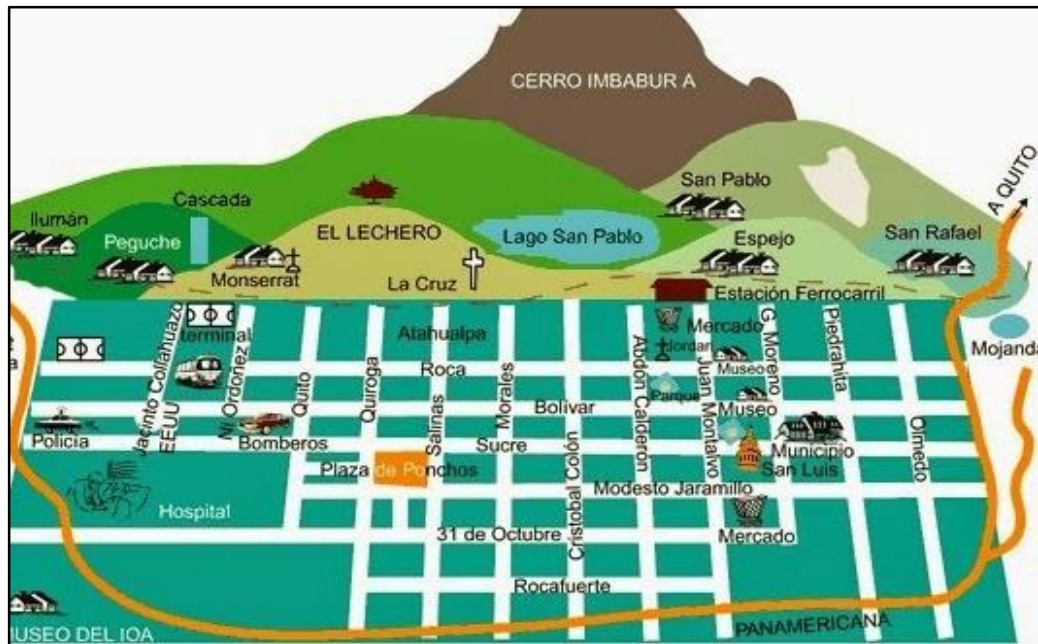 CERRO IMBABUR A
A QUITO
San Pablo
Cascada
Ilumán
EL LECHERO
Lago San Pablo
Espejo
San Rafael
Peguche
Monserrat
La Cruz
Estación Ferrocarril
terminal
Atahualpa
Mercado
Jordan
Mojanda
Roca
Museo
Parque
Jacinto Collahuazo
EEUU
Quito
Quiroga
Salinas
Morales
Cristobal Colón
Abdón Calderón
Juan Montalvo
G. Moreno
Piedrahita
Olmedo
Bolivar
Museo
Policia
Bomberos
Sucre
Municipio
Plaza de Ponchos
San Luis
Modesto Jaramillo
Hospital
31 de Octubre
Mercado
Rocafuerte
PANAMERICANA
USEO DEL IOA